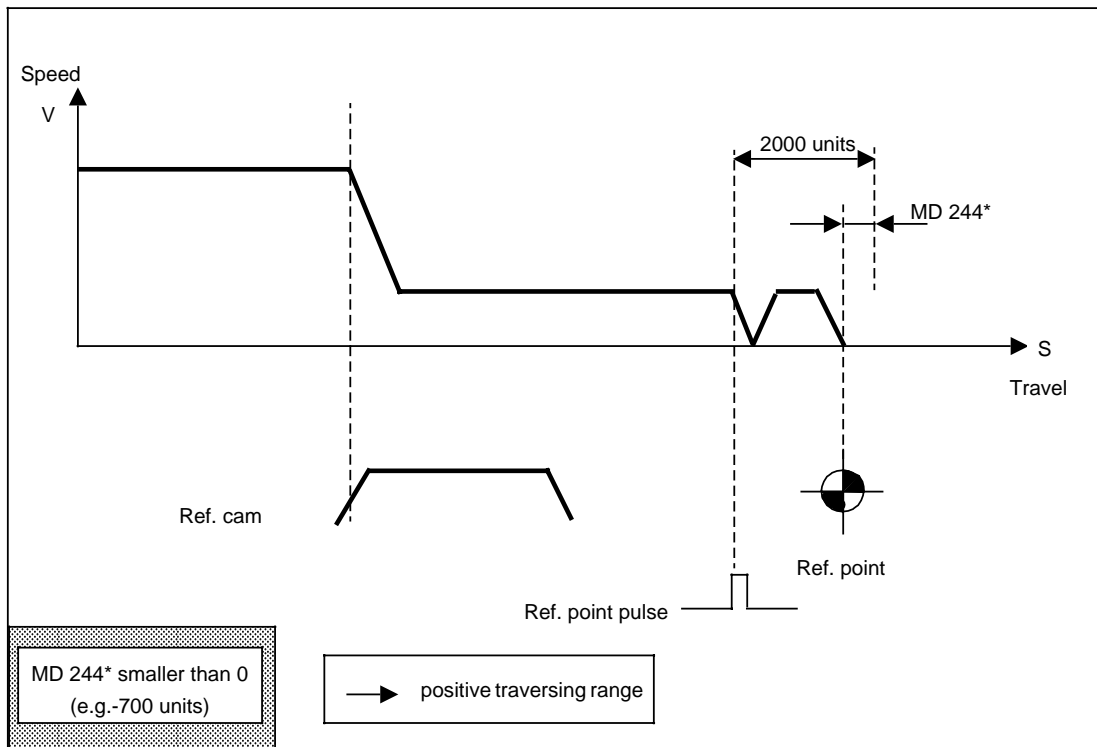 Speed
V
2000 units
MD 244*
S
Travel
Ref. cam
Ref. point
Ref. point pulse
MD 244* smaller than 0
(e.g.-700 units)
positive traversing range